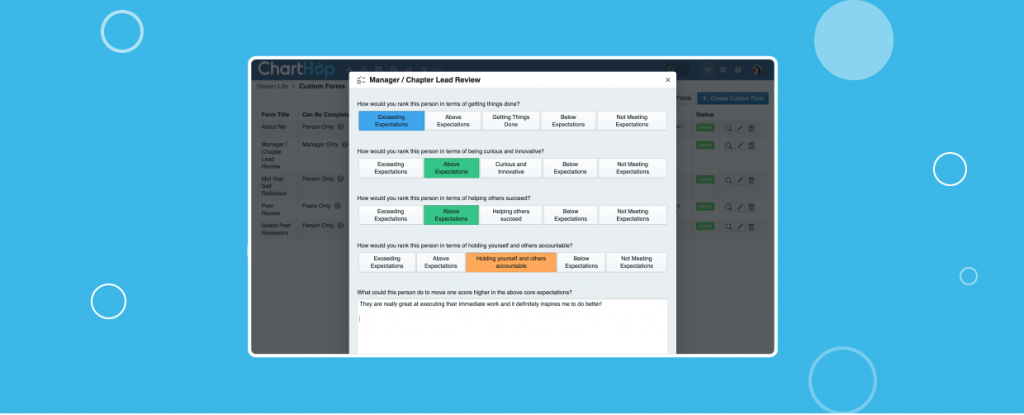 ChartHop
Haven Life > Custom Forms
Fields
+ Create Custom Form
Form Title
Can Be Complete
Status
About Me
Person Only
Manager /
Chapter
Lead
Review
Manager Only
Mid Year
Self
Reflection
Person Only
Peer
Review
Peers Only
Select Peer
Reviewers
Person Only
Manager / Chapter Lead Review
×
How would you rank this person in terms of getting things done?
Exceeding
Expectations
Above
Expectations
Getting Things
Done
Below
Expectations
Not Meeting
Expectations
How would you rank this person in terms of being curious and innovative?
Exceeding
Expectations
Above
Expectations
Curious and
Innovative
Below
Expectations
Not Meeting
Expectations
How would you rank this person in terms of helping others succeed?
Exceeding
Expectations
Above
Expectations
Helping others
succeed
Below
Expectations
Not Meeting
Expectations
How would you rank this person in terms of holding yourself and others accountable?
Exceeding
Expectations
Above
Expectations
Holding yourself and others
accountable
Below
Expectations
Not Meeting
Expectations
What could this person do to move one score higher in the above core expectations?
They are really great at executing their immediate work and it definitely inspires me to do better!